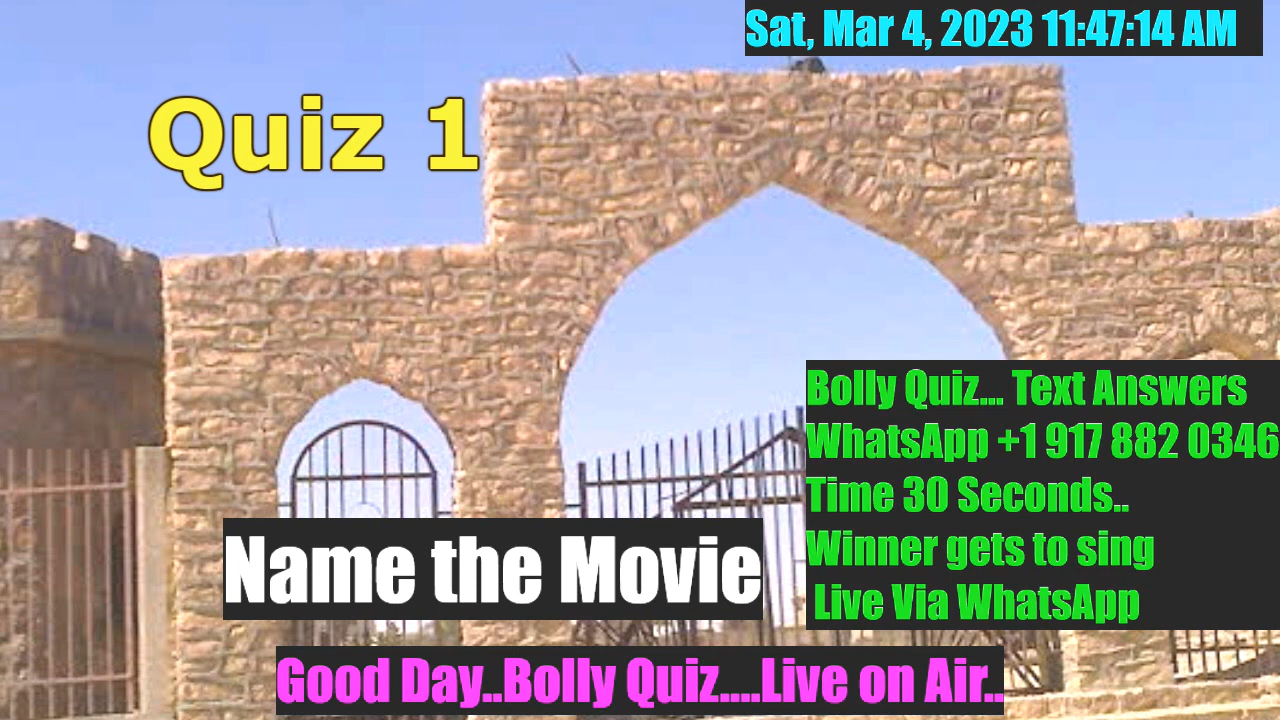 Sat, Mar 4, 2023 11:47:14 AM
Quiz 1
Bolly Quiz... Text Answers
WhatsApp +1 917 882 0346
Time 30 Seconds..
Winner gets to sing
Live Via WhatsApp
Name the Movie
Good Day..Bolly Quiz....Live on Air..